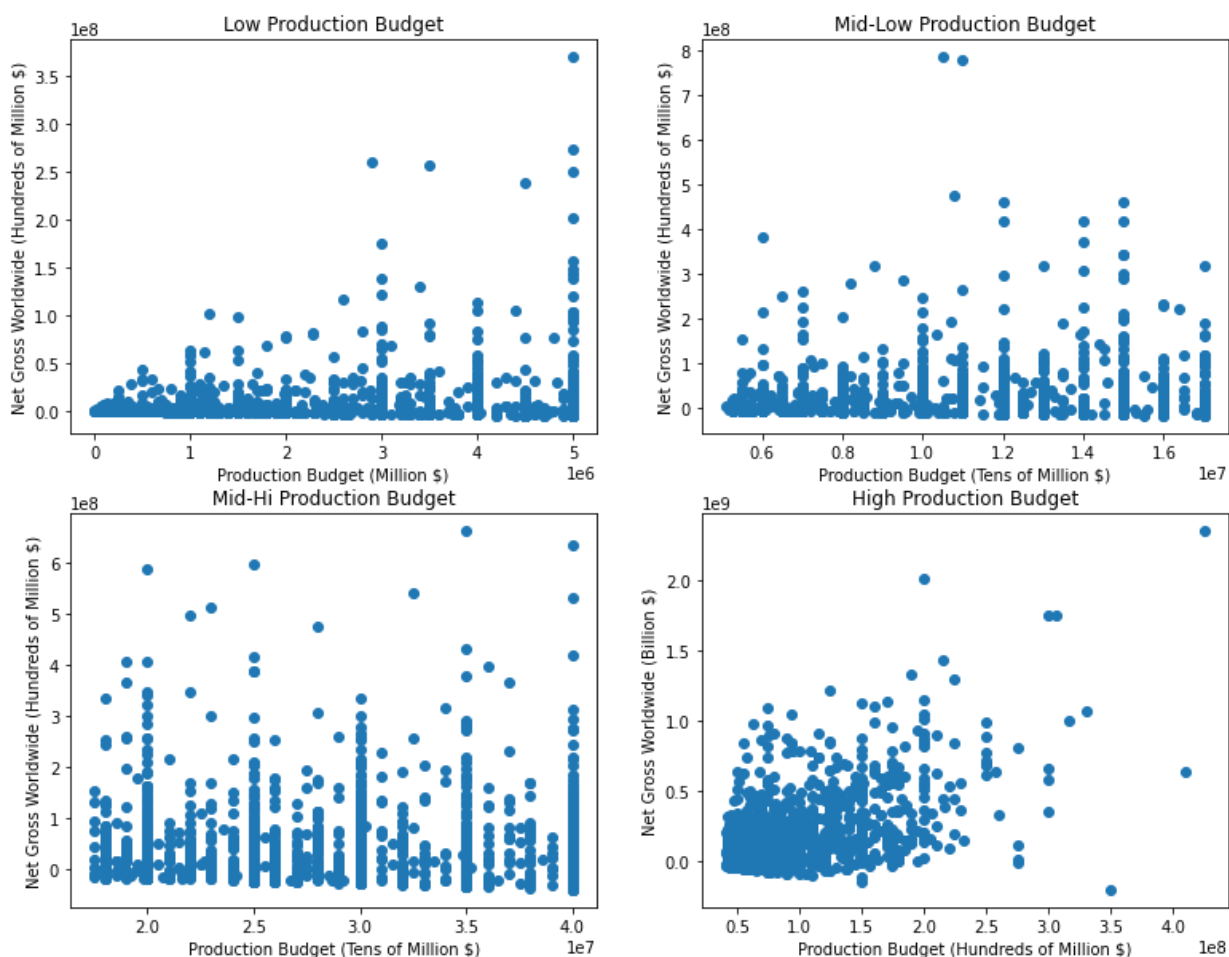 Low Production Budget
1e8
Net Gross Worldwide (Hundreds of Million $)
3.5
3.0
2.5
2.0
1.5
1.0
0.5
0.0
0 1 2 3 4 5
1e6
Production Budget (Million $)
Mid-Low Production Budget
1e8
Net Gross Worldwide (Hundreds of Million $)
8
7
6
5
4
3
2
1
0
0.6 0.8 1.0 1.2 1.4 1.6
1e7
Production Budget (Tens of Million $)
Mid-Hi Production Budget
1e8
Net Gross Worldwide (Hundreds of Million $)
6
5
4
3
2
1
0
2.0 2.5 3.0 3.5 4.0
1e7
Production Budget (Tens of Million $)
High Production Budget
1e9
Net Gross Worldwide (Billion $)
2.0
1.5
1.0
0.5
0.0
0.5 1.0 1.5 2.0 2.5 3.0 3.5 4.0
1e8
Production Budget (Hundreds of Million $)